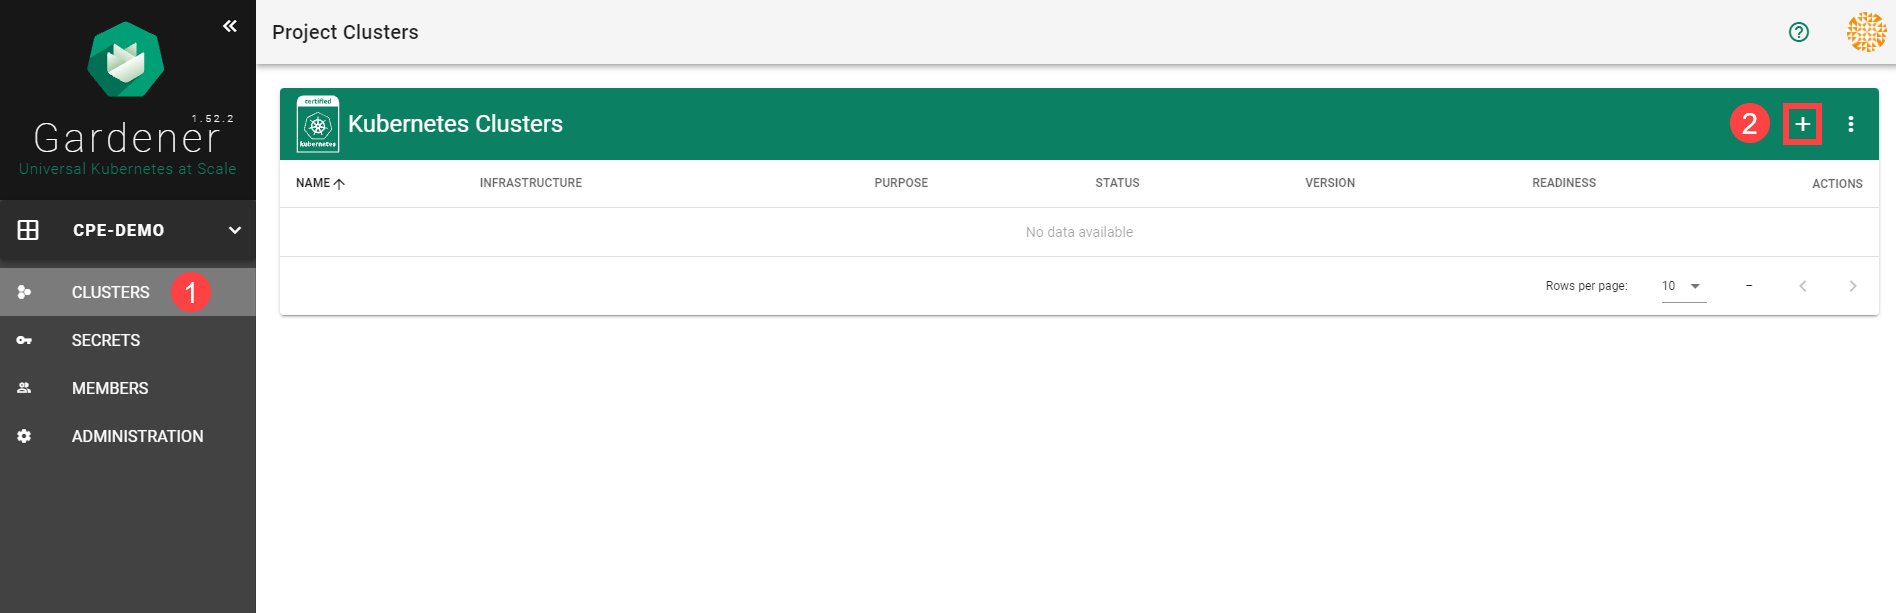 1.52.2
Gardener
Universal Kubernetes at Scale
CPE-DEMO
CLUSTERS 1
SECRETS
MEMBERS
ADMINISTRATION
Project Clusters
?
certified
kubernetes
Kubernetes Clusters
2 +
NAME INFRASTRUCTURE PURPOSE STATUS VERSION READINESS ACTIONS
No data available
Rows per page: 10 –